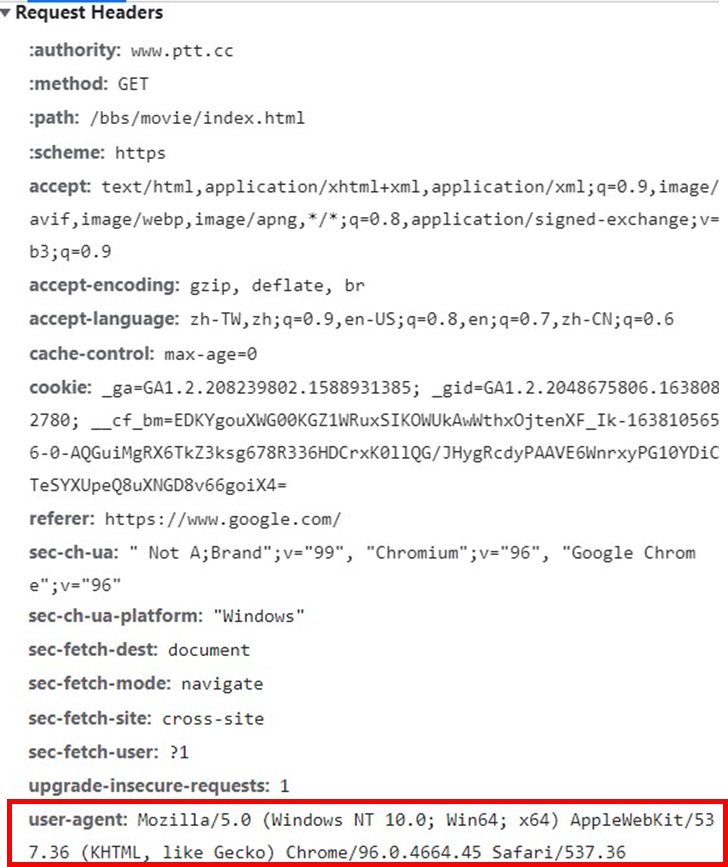 Request Headers
:authority: www.ptt.cc
:method: GET
:path: /bbs/movie/index.html
:scheme: https
accept: text/html,application/xhtml+xml,application/xml;q=0.9,image/
avif,image/webp,image/apng,*/*;q=0.8,application/signed-exchange;v=
b3;q=0.9
accept-encoding: gzip, deflate, br
accept-language: zh-TW,zh;q=0.9,en-US;q=0.8,en;q=0.7,zh-CN;q=0.6
cache-control: max-age=0
cookie: _ga=GA1.2.208239802.1588931385; _gid=GA1.2.2048675806.163808
2780; __cf_bm=EDKYgouXWG00KGZ1WRuxSIKOWUkAwWthxOjtenXF_Ik-163810565
6-0-AQGuiMgRX6TkZ3ksg678R336HDCrxK0llQG/JHygRcdyPAAVE6WnrxyPG10YDiC
TeSYXUpeQ8uXNGD8v66goiX4=
referer: https://www.google.com/
sec-ch-ua: " Not A;Brand";v="99", "Chromium";v="96", "Google Chrom
e";v="96"
sec-ch-ua-platform: "Windows"
sec-fetch-dest: document
sec-fetch-mode: navigate
sec-fetch-site: cross-site
sec-fetch-user: ?1
upgrade-insecure-requests: 1
user-agent: Mozilla/5.0 (Windows NT 10.0; Win64; x64) AppleWebKit/53
7.36 (KHTML, like Gecko) Chrome/96.0.4664.45 Safari/537.36